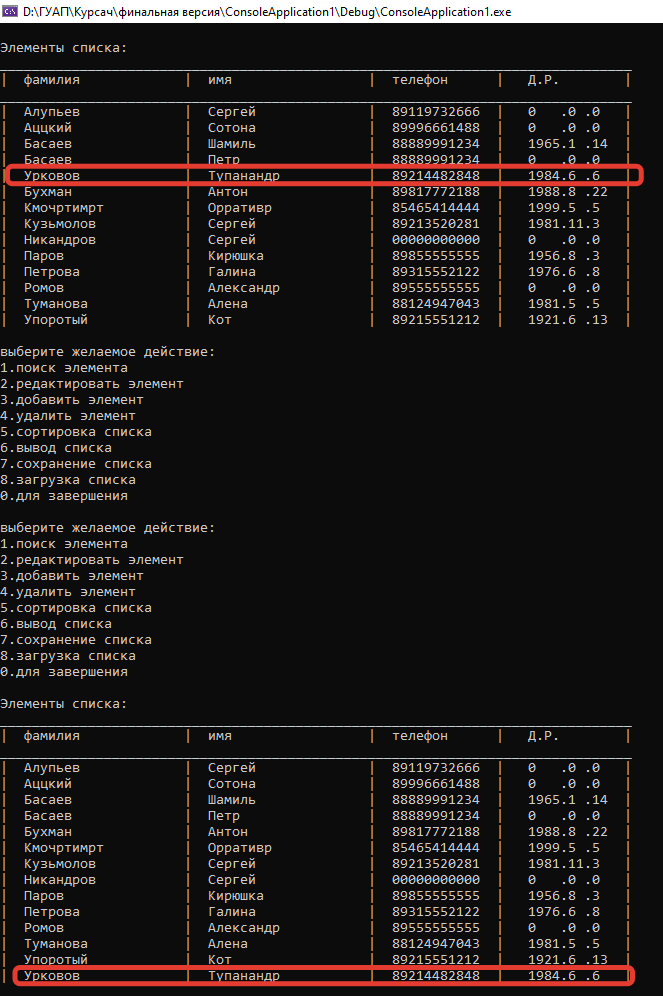 D:\ГУАП\Курсач\финальная версия\ConsoleApplication1\Debug\ConsoleApplication1.exe
Элементы списка:
| фамилия | имя | телефон | Д.Р. |
| Алупьев | Сергей | 89119732666 | 0 .0 .0 |
| Аццкий | Сотона | 89996661488 | 0 .0 .0 |
| Басаев | Шамиль | 88889991234 | 1965.1 .14 |
| Басаев | Петр | 88889991234 | 0 .0 .0 |
| Урковов | Тупанандр | 89214482848 | 1984.6 .6 |
| Бухман | Антон | 89817772188 | 1988.8 .22 |
| Кмочртимрт | Орративр | 85465414444 | 1999.5 .5 |
| Кузьмолов | Сергей | 89213520281 | 1981.11.3 |
| Никандров | Сергей | 00000000000 | 0 .0 .0 |
| Паров | Кирюшка | 89855555555 | 1956.8 .3 |
| Петрова | Галина | 89315552122 | 1976.6 .8 |
| Ромов | Александр | 89555555555 | 0 .0 .0 |
| Туманова | Алена | 88124947043 | 1981.5 .5 |
| Упоротый | Кот | 89215551212 | 1921.6 .13 |
выберите желаемое действие:
1.поиск элемента
2.редактировать элемент
3.добавить элемент
4.удалить элемент
5.сортировка списка
6.вывод списка
7.сохранение списка
8.загрузка списка
0.для завершения
выберите желаемое действие:
1.поиск элемента
2.редактировать элемент
3.добавить элемент
4.удалить элемент
5.сортировка списка
6.вывод списка
7.сохранение списка
8.загрузка списка
0.для завершения
Элементы списка:
| фамилия | имя | телефон | Д.Р. |
| Алупьев | Сергей | 89119732666 | 0 .0 .0 |
| Аццкий | Сотона | 89996661488 | 0 .0 .0 |
| Басаев | Шамиль | 88889991234 | 1965.1 .14 |
| Басаев | Петр | 88889991234 | 0 .0 .0 |
| Бухман | Антон | 89817772188 | 1988.8 .22 |
| Кмочртимрт | Орративр | 85465414444 | 1999.5 .5 |
| Кузьмолов | Сергей | 89213520281 | 1981.11.3 |
| Никандров | Сергей | 00000000000 | 0 .0 .0 |
| Паров | Кирюшка | 89855555555 | 1956.8 .3 |
| Петрова | Галина | 89315552122 | 1976.6 .8 |
| Ромов | Александр | 89555555555 | 0 .0 .0 |
| Туманова | Алена | 88124947043 | 1981.5 .5 |
| Упоротый | Кот | 89215551212 | 1921.6 .13 |
| Урковов | Тупанандр | 89214482848 | 1984.6 .6 |